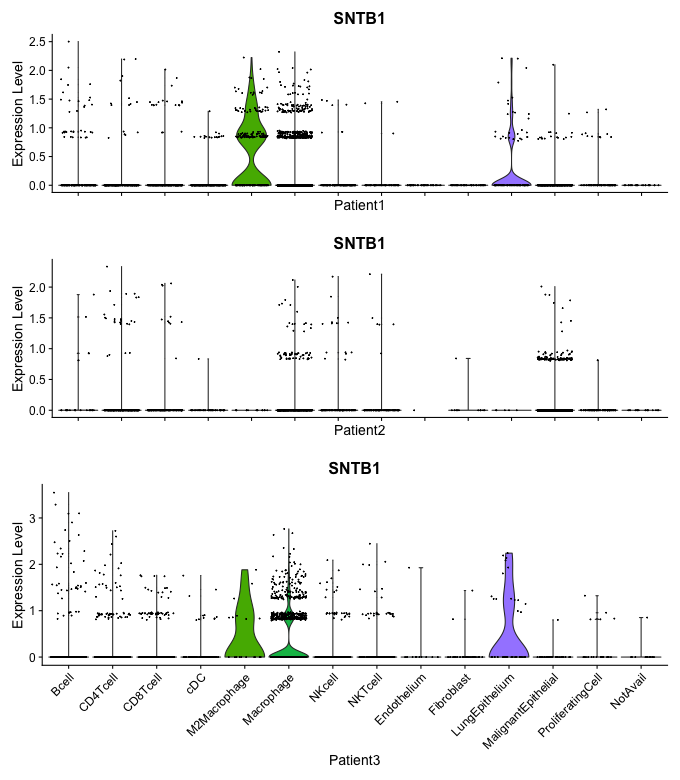 SNTB1
Expression Level
2.5
2.0
1.5
1.0
0.5
0.0
Patient1
SNTB1
Expression Level
2.0
1.5
1.0
0.5
0.0
Patient2
SNTB1
Expression Level
3
2
1
0
Bcell
CD4Tcell
CD8Tcell
cDC
M2Macrophage
Macrophage
NKcell
NKTcell
Endothelium
Fibroblast
LungEpithelium
MalignantEpithelial
ProliferatingCell
NotAvail
Patient3